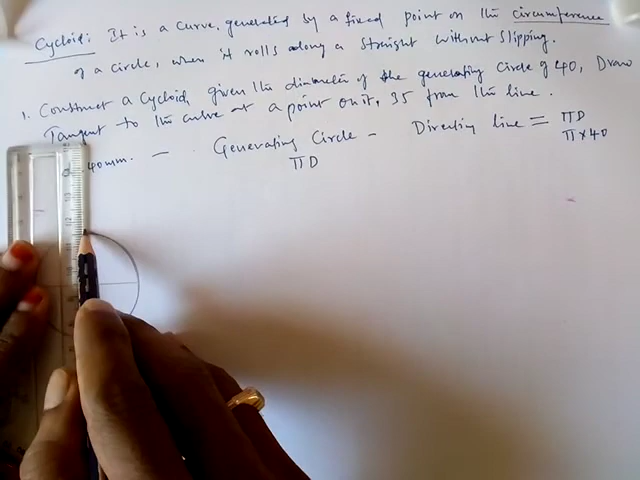 Cycloid: It is a curve, generated by a fixed point on the circumference
of a circle, when it rolls along a straight without slipping.
1. Construct a cycloid, given the diameter of the generating circle of 40, Draw
Tangent to the curve at a point on it, 35 from the line.
40mm. - Generating Circle - Directing line = πD
πD π×40